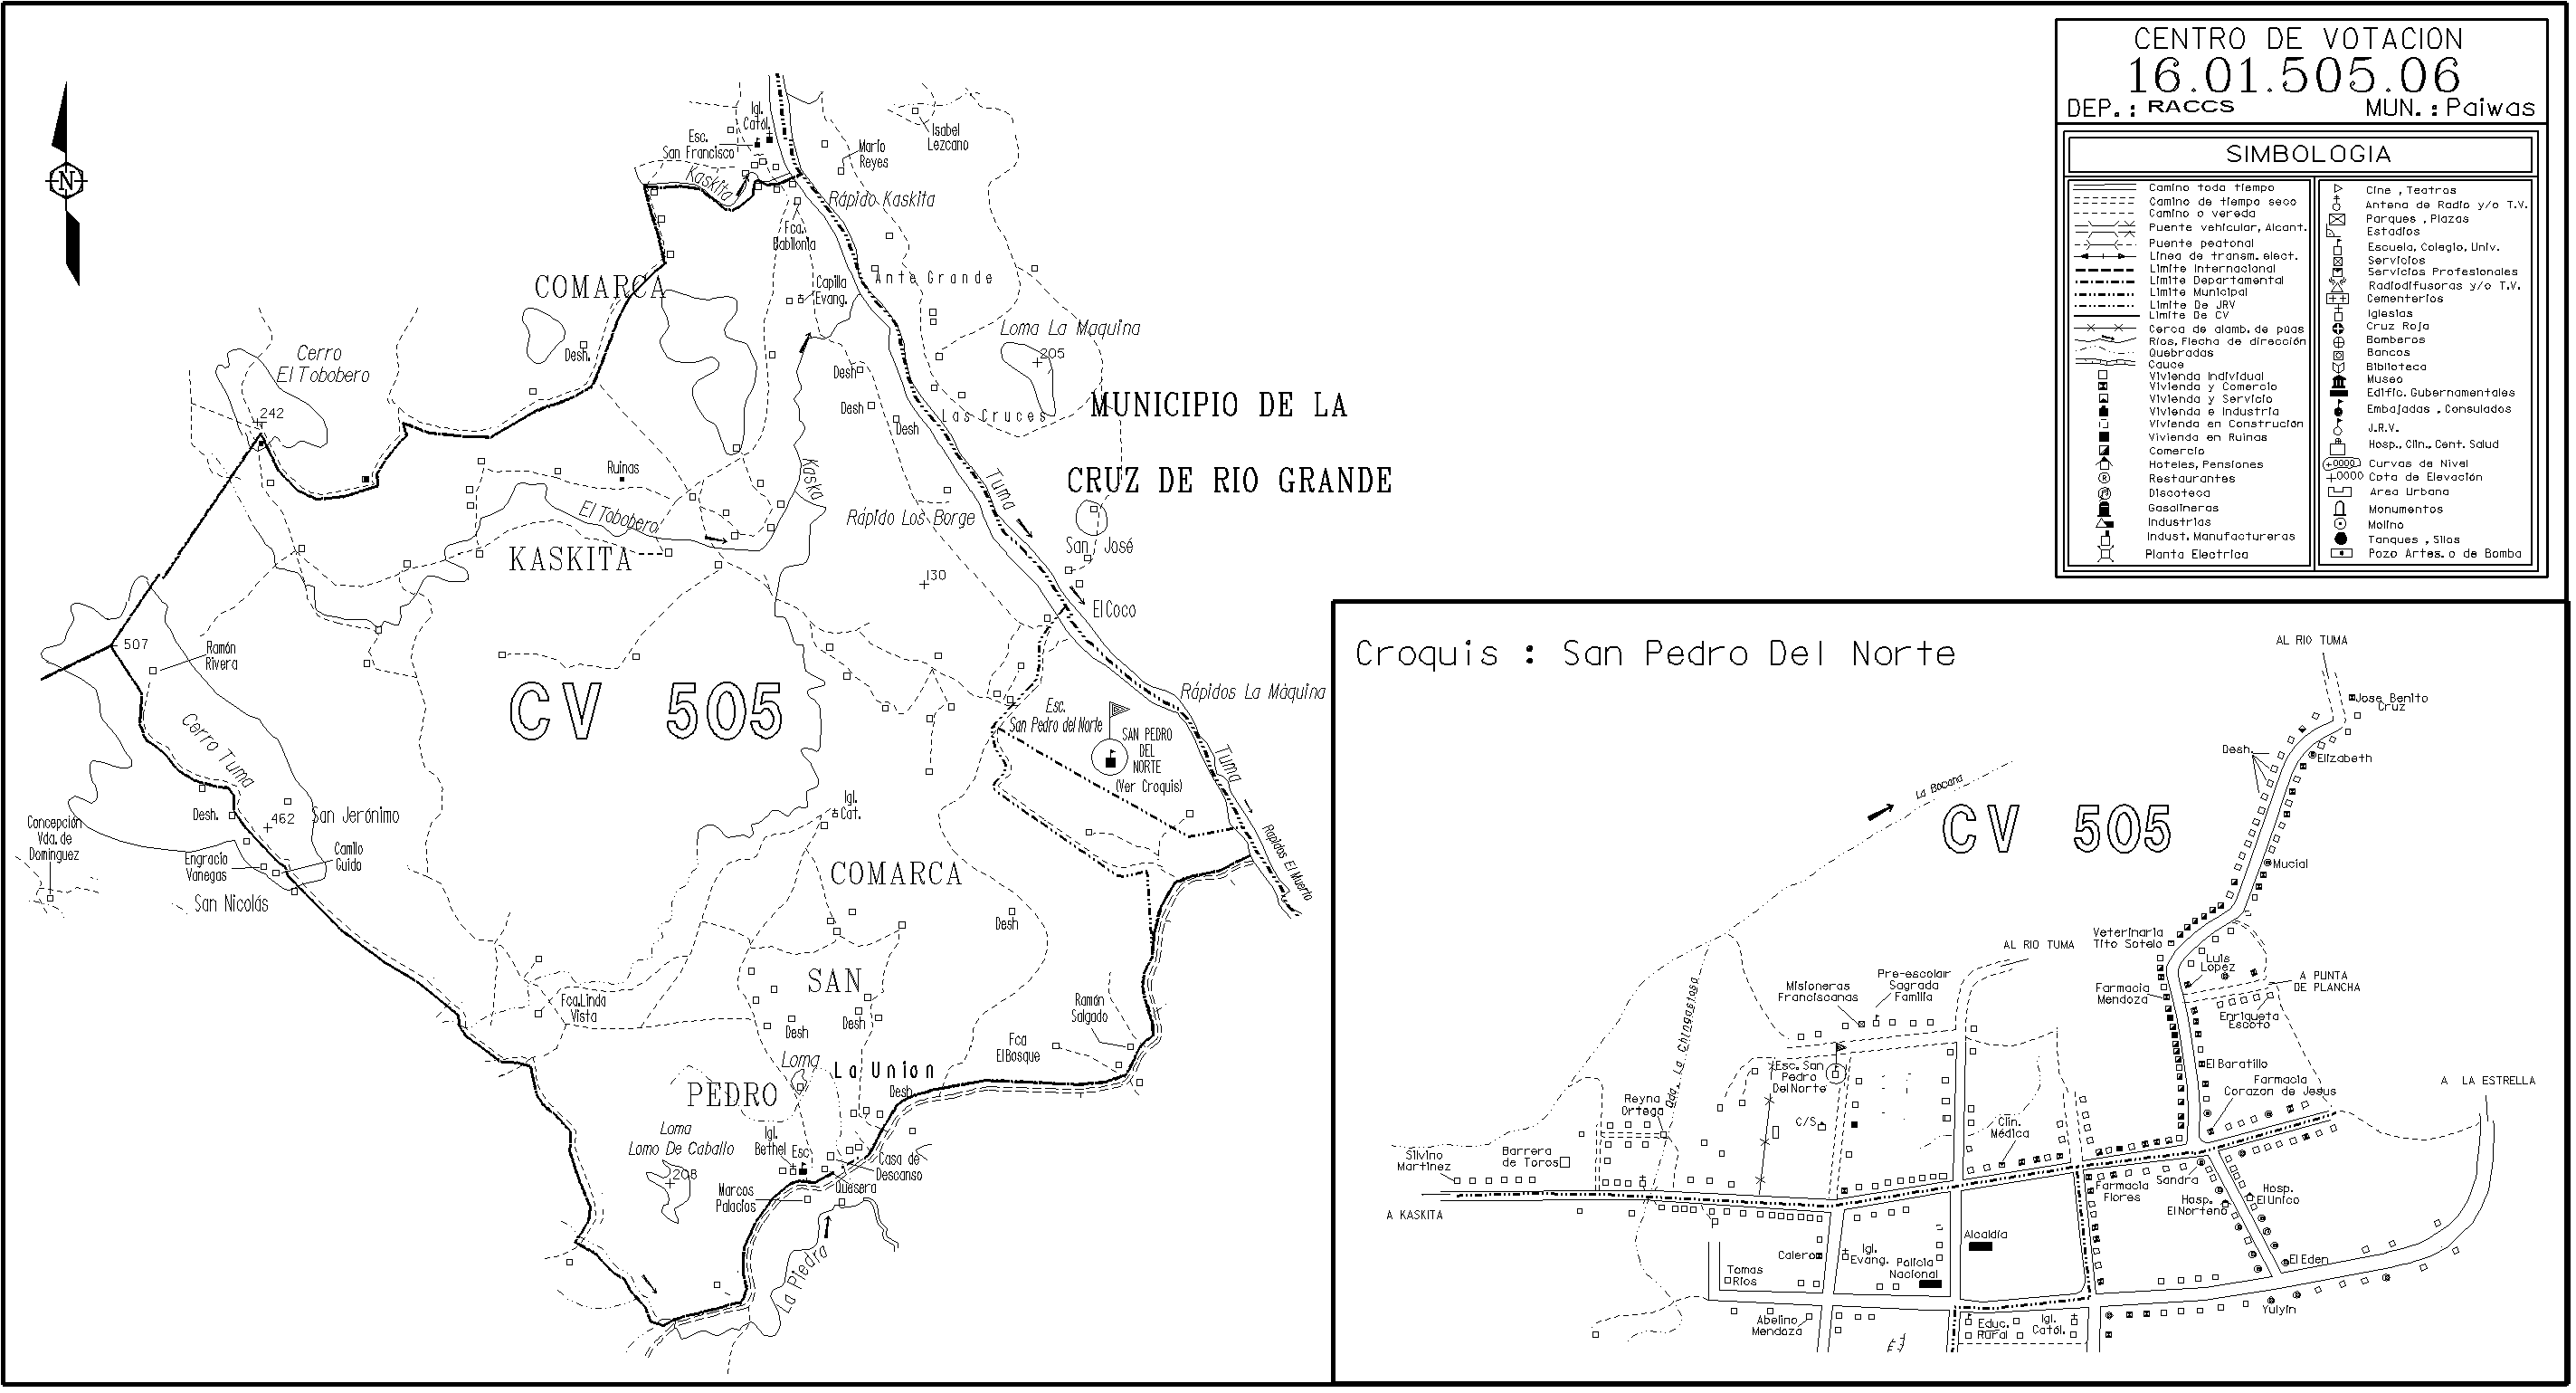 CENTRO DE VOTACION
16.01.505.06
DEP.: RACCS MUN.: Paiwas
SIMBOLOGIA
Camino todo tiempo
Camino de tiempo seco
Camino o vereda
Puente vehicular, Alcant.
Puente peatonal
Linea de transm. elect.
Limite Internacional
Limite Departamental
Limite Municipal
Limite De JRV
Limite De CV
Cerca de alamb. de púas
Ríos, Flecha de dirección
Quebradas
Cauce
Vivienda Individual
Vivienda y Comercio
Vivienda y Servicio
Vivienda e Industria
Vivienda en Construción
Vivienda en Ruinas
Comercio
Hoteles, Pensiones
Restaurantes
Discoteca
Gasolineras
Industrias
Indust. Manufactureras
Planta Electrica
Cine , Teatros
Antena de Radio y/o T.V.
Parques , Plazas
Estadios
Escuela, Colegio, Univ.
Servicios
Servicios Profesionales
Radiodifusoras y/o T.V.
Cementerios
Iglesias
Cruz Roja
Bomberos
Bancos
Biblioteca
Museo
Edific. Gubernamentales
Embajadas , Consulados
J.R.V.
Hosp., Clin., Cent. Salud
Curvas de Nivel
Cota de Elevación
Area Urbana
Monumentos
Molino
Tanques , Silos
Pozo Artes. o de Bomba
N
Igl.
Catól.
Esc.
San Francisco
Kaskita
Isabel
Lezcano
Mario
Reyes
Rápido Kaskita
Fca.
Babilonia
COMARCA
Capilla
Evang.
Ante Grande
Loma La Maquina
205
Desh.
Cerro
El Tobobero
242
Desh
Desh
Desh
Las Cruces
MUNICIPIO DE LA
CRUZ DE RIO GRANDE
Ruinas
Kaska
Tuma
El Tobobero
Rápido Los Borge
San José
KASKITA
130
El Coco
507
Ramón
Rivera
CV 505
Rápidos La Máquina
Esc.
San Pedro del Norte
SAN PEDRO
DEL
NORTE
(Ver Croquis)
Tuma
Cerro Tuma
Igl.
Cat.
Desh.
462
San Jerónimo
Concepción
Vda. de
Dominguez
Engracio
Vanegas
Camilo
Guido
San Nicolás
Rapidos El Muerto
COMARCA
Desh
SAN
Fca. Linda
Vista
Desh
Desh
Ramón
Salgado
Fca
El Bosque
Loma
La Union
Desh
PEDRO
Loma
Lomo De Caballo
208
Igl.
Bethel
Esc
Casa de
Descanso
Quesera
Marcos
Palacios
La Piedra
Croquis : San Pedro Del Norte
AL RIO TUMA
Jose Benito
Cruz
Desh.
Elizabeth
La Bocana
CV 505
Mucial
Veterinaria
Tito Sotelo
AL RIO TUMA
Luis
Lopez
A PUNTA
DE PLANCHA
Pre-escolar
Sagrada
Familia
Misioneras
Franciscanas
Farmacia
Mendoza
Enriqueta
Escoto
Qda. La Chingastosa
Esc. San
Pedro
Del Norte
El Baratillo
Farmacia
Corazon de Jesus
A LA ESTRELLA
Reyna
Ortega
C/S
Clin.
Médica
Silvino
Martinez
Barrera
de Toros
Farmacia
Flores
Sandra
Hosp.
El Norteno
Hosp.
El Unico
A KASKITA
Alcaldia
Calero
Igl.
Evang.
Policia
Nacional
El Eden
Tomas
Rios
Abelino
Mendoza
Educ.
Rural
Igl.
Catól.
Yulyin